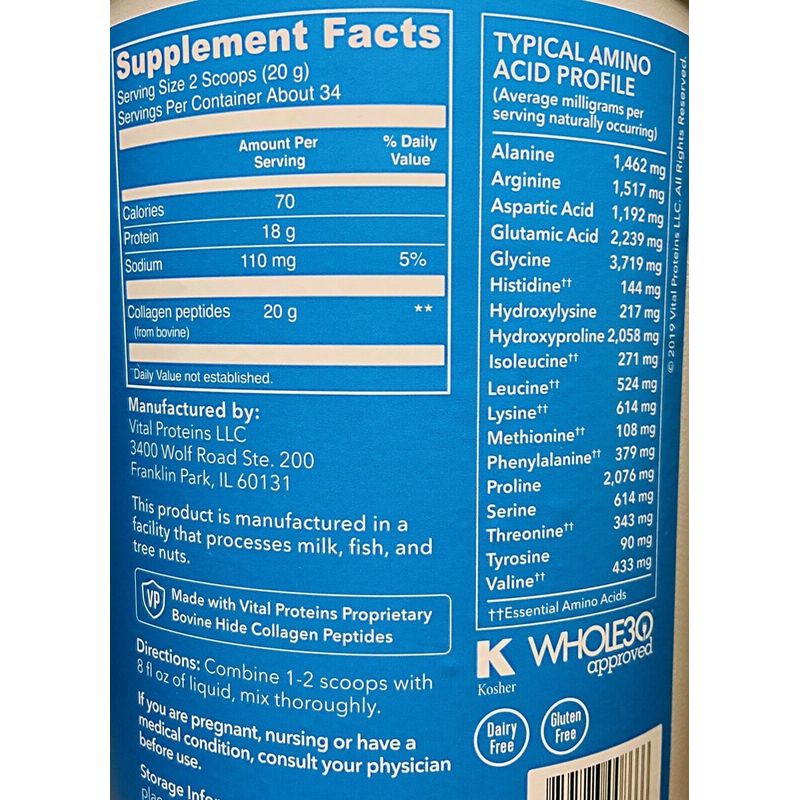 Supplement Facts
Serving Size 2 Scoops (20 g)
Servings Per Container About 34
Amount Per Serving % Daily Value
Calories 70
Protein 18 g
Sodium 110 mg 5%
Collagen peptides 20 g **
(from bovine)
**Daily Value not established.
Manufactured by:
Vital Proteins LLC
3400 Wolf Road Ste. 200
Franklin Park, IL 60131
This product is manufactured in a
facility that processes milk, fish, and
tree nuts.
VP
Made with Vital Proteins Proprietary
Bovine Hide Collagen Peptides
Directions: Combine 1-2 scoops with
8 fl oz of liquid, mix thoroughly.
If you are pregnant, nursing or have a
medical condition, consult your physician
before use.
Storage
TYPICAL AMINO
ACID PROFILE
(Average milligrams per
serving naturally occurring)
Alanine 1,462 mg
Arginine 1,517 mg
Aspartic Acid 1,192 mg
Glutamic Acid 2,239 mg
Glycine 3,719 mg
Histidine†† 144 mg
Hydroxylysine 217 mg
Hydroxyproline 2,058 mg
Isoleucine†† 271 mg
Leucine†† 524 mg
Lysine†† 614 mg
Methionine†† 108 mg
Phenylalanine†† 379 mg
Proline 2,076 mg
Serine 614 mg
Threonine†† 343 mg
Tyrosine 90 mg
Valine†† 433 mg
††Essential Amino Acids
K
Kosher
WHOLE30
approved
Dairy
Free
Gluten
Free
© 2019 Vital Proteins LLC. All Rights Reserved.